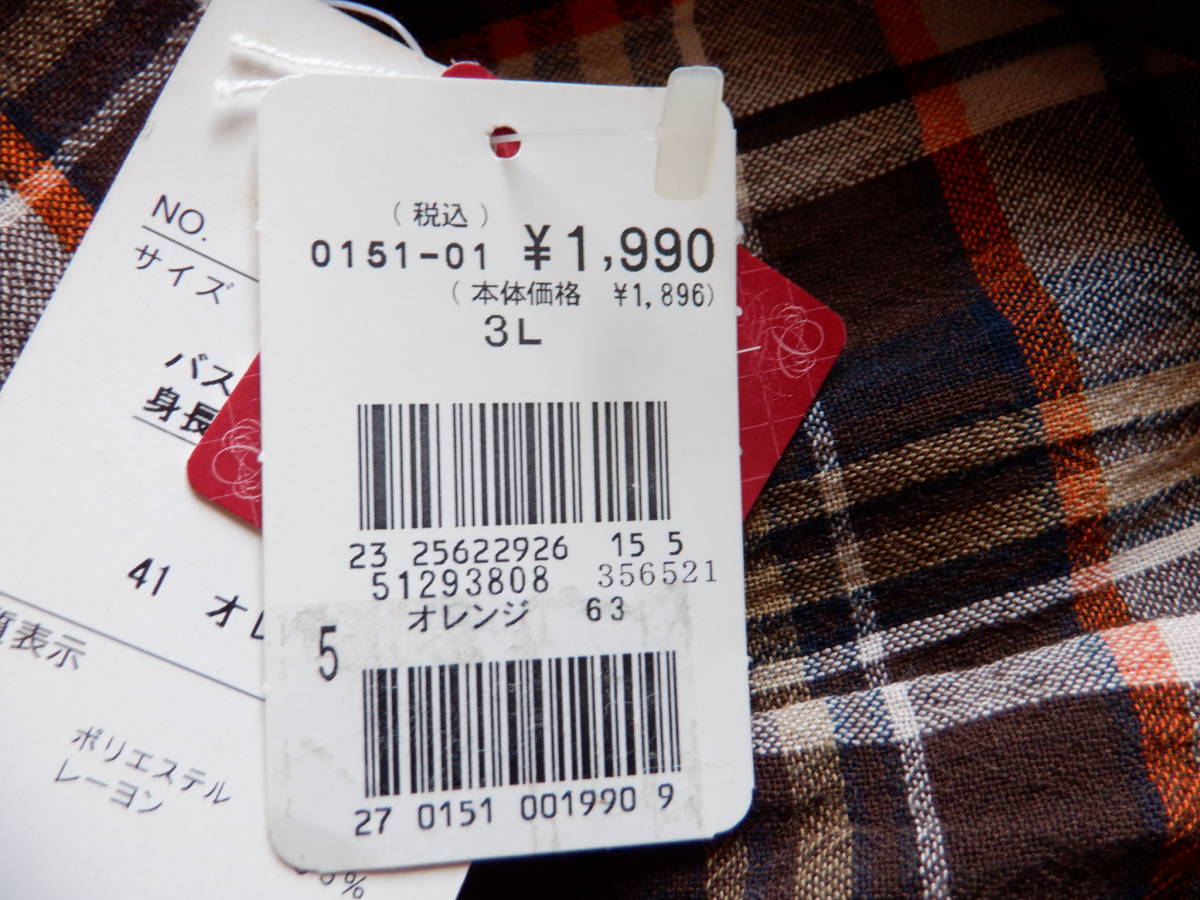 (税込)
0151-01 ¥1,990
(本体価格 ¥1,896)
3L
23 25622926 15 5
51293808 356521
オレンジ 63
5
27 0151 001990 9
NO.
サイズ
バス
身長
41 オレ
表示
ポリエステル
レーヨン